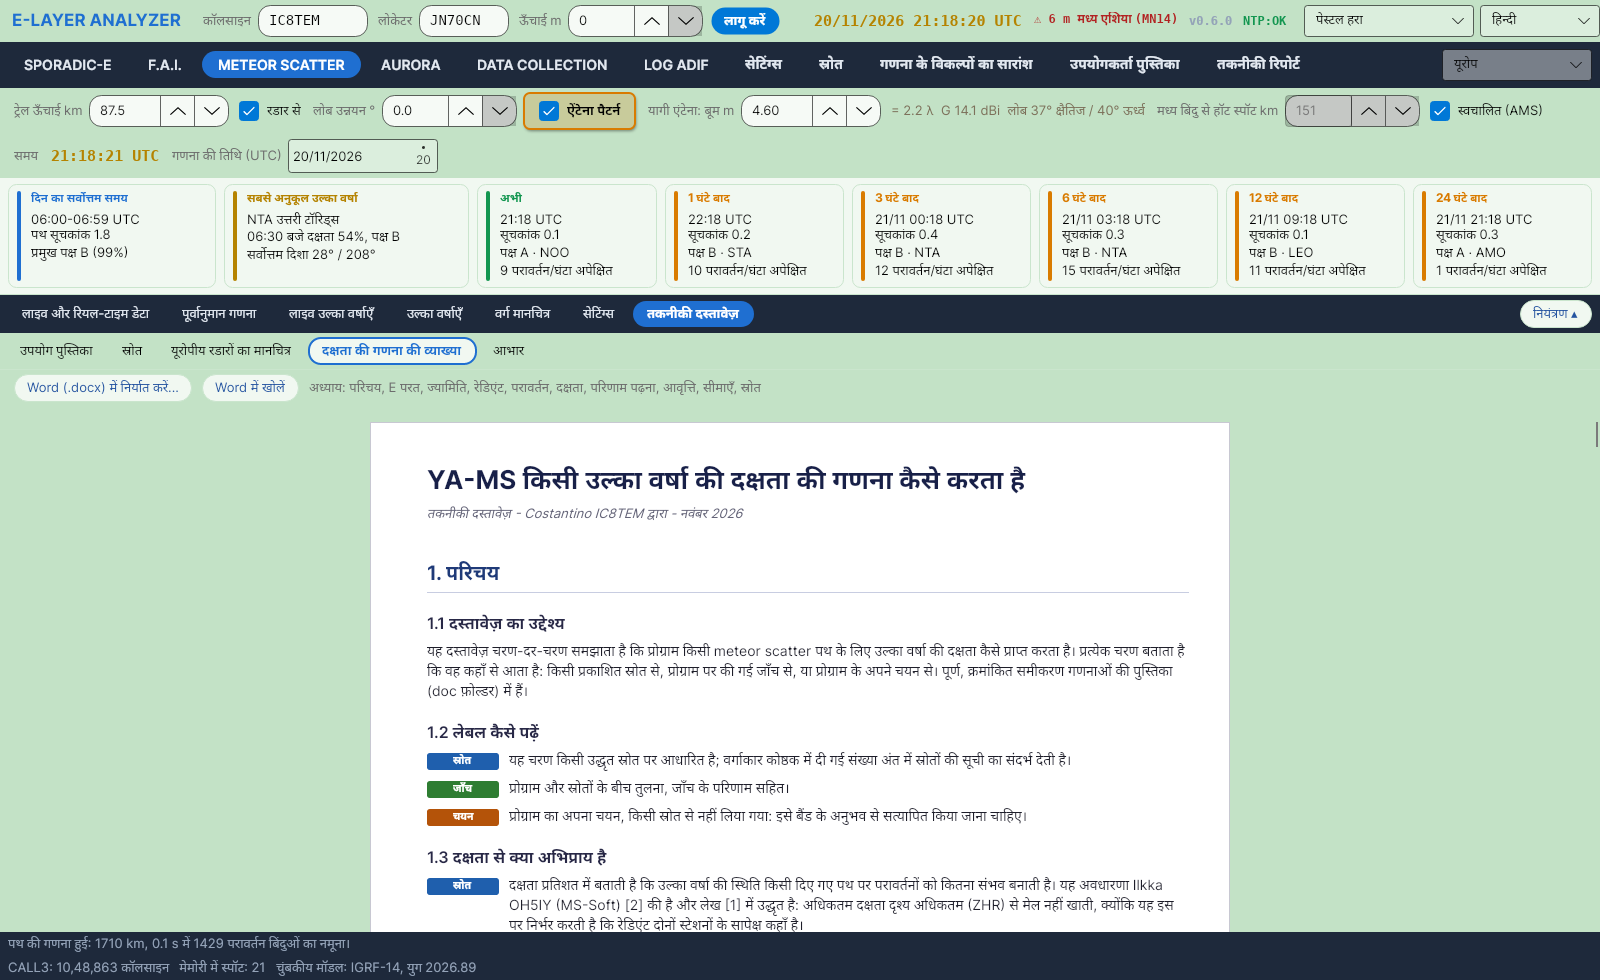 E-LAYER ANALYZER कॉलसाइन IC8TEM लोकेटर JN70CN ऊँचाई m 0 लागू करें 20/11/2026 21:18:20 UTC ⚠ 6 m मध्य एशिया (MN14) v0.6.0 NTP:OK पेस्टल हरा हिन्दी
SPORADIC-E F.A.I. METEOR SCATTER AURORA DATA COLLECTION LOG ADIF सेटिंग्स स्रोत गणना के विकल्पों का सारांश उपयोगकर्ता पुस्तिका तकनीकी रिपोर्ट यूरोप
ट्रेल ऊँचाई km 87.5 रडार से लोब उन्नयन ° 0.0 ऐंटेना पैटर्न यागी एंटेना: बूम m 4.60 = 2.2 λ G 14.1 dBi लोब 37° क्षैतिज / 40° ऊर्ध्व मध्य बिंदु से हॉट स्पॉट km 151 स्वचालित (AMS)
समय 21:18:21 UTC गणना की तिथि (UTC) 20/11/2026 20
दिन का सर्वोत्तम समय
06:00-06:59 UTC
पथ सूचकांक 1.8
प्रमुख पक्ष B (99%)
सबसे अनुकूल उल्का वर्षा
NTA उत्तरी टॉरिड्स
06:30 बजे दक्षता 54%, पक्ष B
सर्वोत्तम दिशा 28° / 208°
अभी
21:18 UTC
सूचकांक 0.1
पक्ष A · NOO
9 परावर्तन/घंटा अपेक्षित
1 घंटे बाद
22:18 UTC
सूचकांक 0.2
पक्ष B · STA
10 परावर्तन/घंटा अपेक्षित
3 घंटे बाद
21/11 00:18 UTC
सूचकांक 0.4
पक्ष B · NTA
12 परावर्तन/घंटा अपेक्षित
6 घंटे बाद
21/11 03:18 UTC
सूचकांक 0.3
पक्ष B · NTA
15 परावर्तन/घंटा अपेक्षित
12 घंटे बाद
21/11 09:18 UTC
सूचकांक 0.1
पक्ष B · LEO
11 परावर्तन/घंटा अपेक्षित
24 घंटे बाद
21/11 21:18 UTC
सूचकांक 0.3
पक्ष A · AMO
1 परावर्तन/घंटा अपेक्षित
लाइव और रियल-टाइम डेटा पूर्वानुमान गणना लाइव उल्का वर्षाएँ उल्का वर्षाएँ वर्ग मानचित्र सेटिंग्स तकनीकी दस्तावेज़ नियंत्रण ▴
उपयोग पुस्तिका स्रोत यूरोपीय रडारों का मानचित्र दक्षता की गणना की व्याख्या आभार
Word (.docx) में निर्यात करें... Word में खोलें अध्याय: परिचय, E परत, ज्यामिति, रेडिएंट, परावर्तन, दक्षता, परिणाम पढ़ना, आवृत्ति, सीमाएँ, स्रोत
YA-MS किसी उल्का वर्षा की दक्षता की गणना कैसे करता है
तकनीकी दस्तावेज़ - Costantino IC8TEM द्वारा - नवंबर 2026
1. परिचय
1.1 दस्तावेज़ का उद्देश्य
यह दस्तावेज़ चरण-दर-चरण समझाता है कि प्रोग्राम किसी meteor scatter पथ के लिए उल्का वर्षा की दक्षता कैसे प्राप्त करता है। प्रत्येक चरण बताता है
कि वह कहाँ से आता है: किसी प्रकाशित स्रोत से, प्रोग्राम पर की गई जाँच से, या प्रोग्राम के अपने चयन से। पूर्ण, क्रमांकित समीकरण गणनाओं की पुस्तिका
(doc फ़ोल्डर) में हैं।
1.2 लेबल कैसे पढ़ें
स्रोत यह चरण किसी उद्धृत स्रोत पर आधारित है; वर्गाकार कोष्ठक में दी गई संख्या अंत में स्रोतों की सूची का संदर्भ देती है।
जाँच प्रोग्राम और स्रोतों के बीच तुलना, जाँच के परिणाम सहित।
चयन प्रोग्राम का अपना चयन, किसी स्रोत से नहीं लिया गया: इसे बैंड के अनुभव से सत्यापित किया जाना चाहिए।
1.3 दक्षता से क्या अभिप्राय है
स्रोत दक्षता प्रतिशत में बताती है कि उल्का वर्षा की स्थिति किसी दिए गए पथ पर परावर्तनों को कितना संभव बनाती है। यह अवधारणा Ilkka
OH5IY (MS-Soft) [2] की है और लेख [1] में उद्धृत है: अधिकतम दक्षता दृश्य अधिकतम (ZHR) से मेल नहीं खाती, क्योंकि यह इस
पर निर्भर करती है कि रेडिएंट दोनों स्टेशनों के सापेक्ष कहाँ है।
पथ की गणना हुई: 1710 km, 0.1 s में 1429 परावर्तन बिंदुओं का नमूना।
CALL3: 10,48,863 कॉलसाइन मेमोरी में स्पॉट: 21 चुंबकीय मॉडल: IGRF-14, युग 2026.89